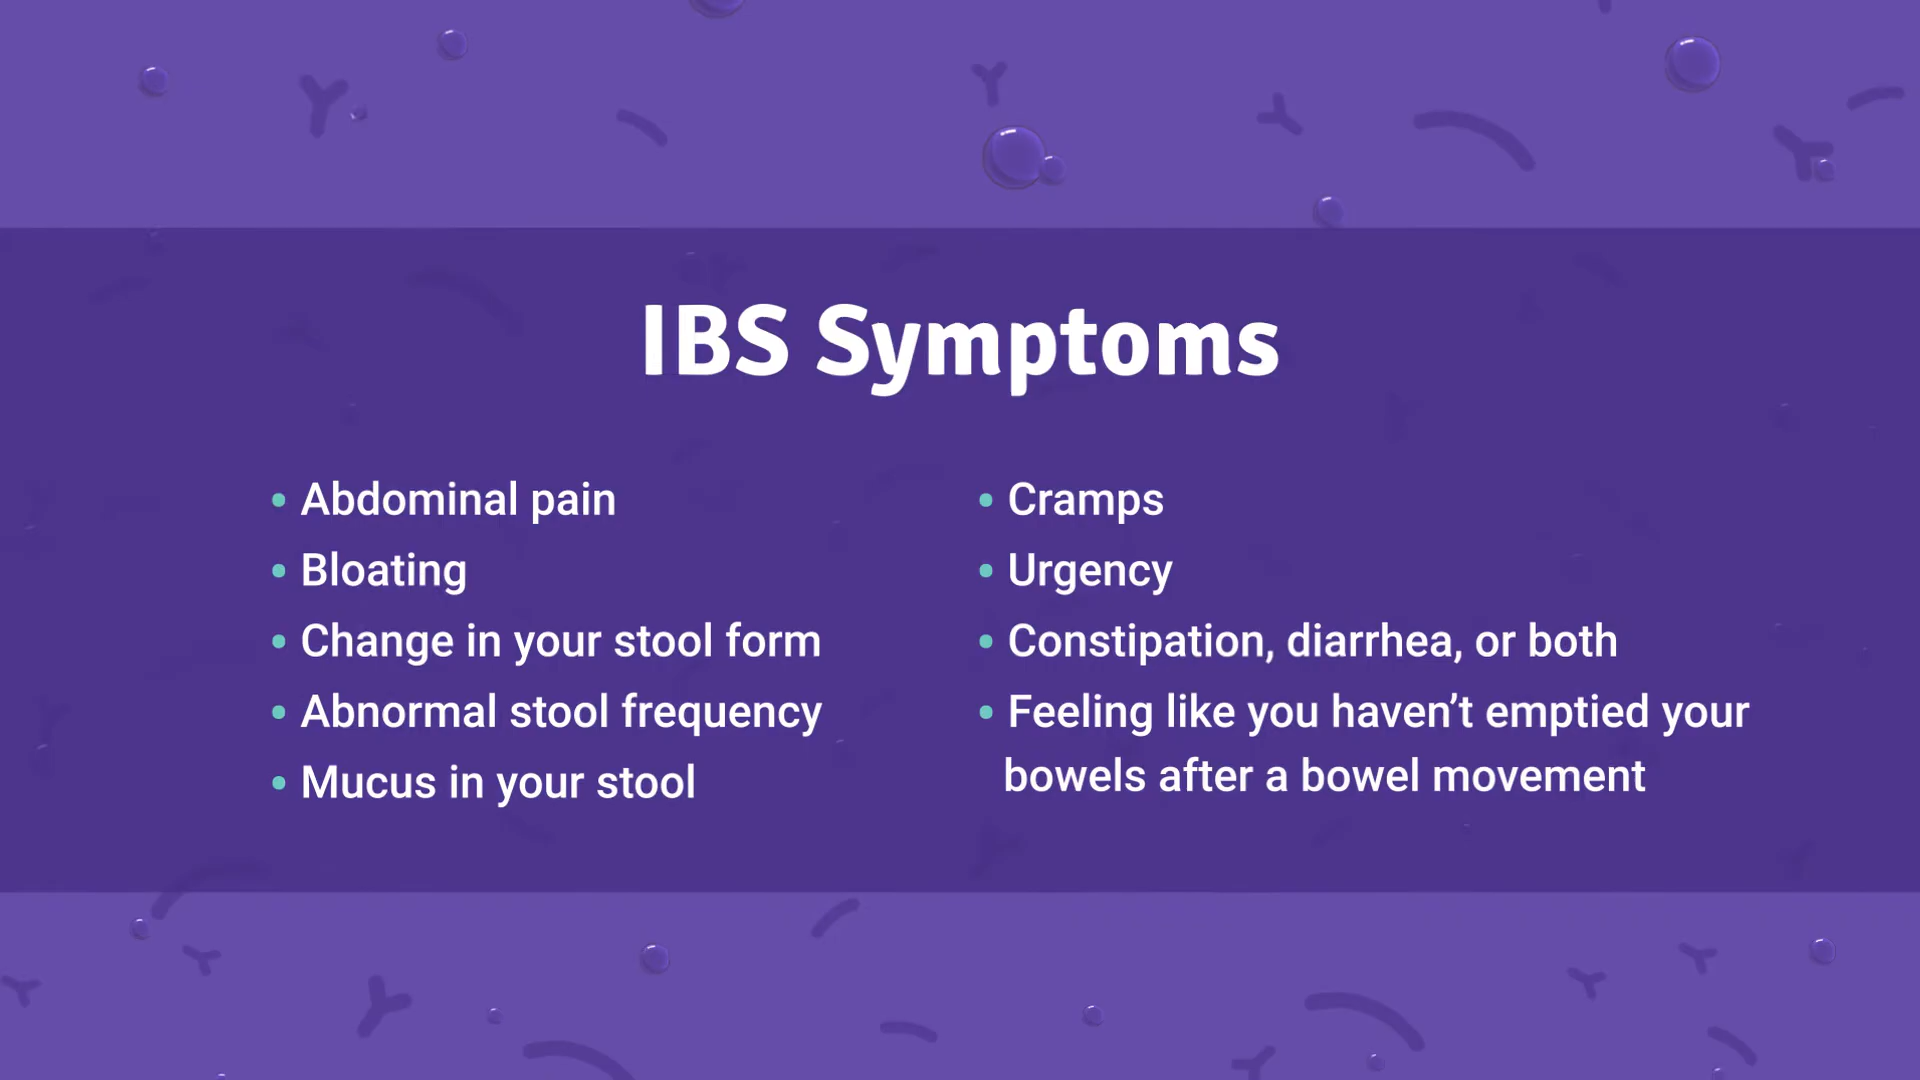 IBS Symptoms
• Abdominal pain
• Bloating
• Change in your stool form
• Abnormal stool frequency
• Mucus in your stool
• Cramps
• Urgency
• Constipation, diarrhea, or both
• Feeling like you haven’t emptied your
bowels after a bowel movement